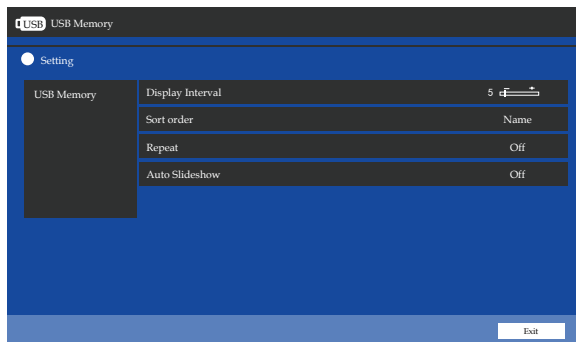 USB USB Memory
Setting
USB Memory
Display Interval 5 - +
Sort order Name
Repeat Off
Auto Slideshow Off
Exit